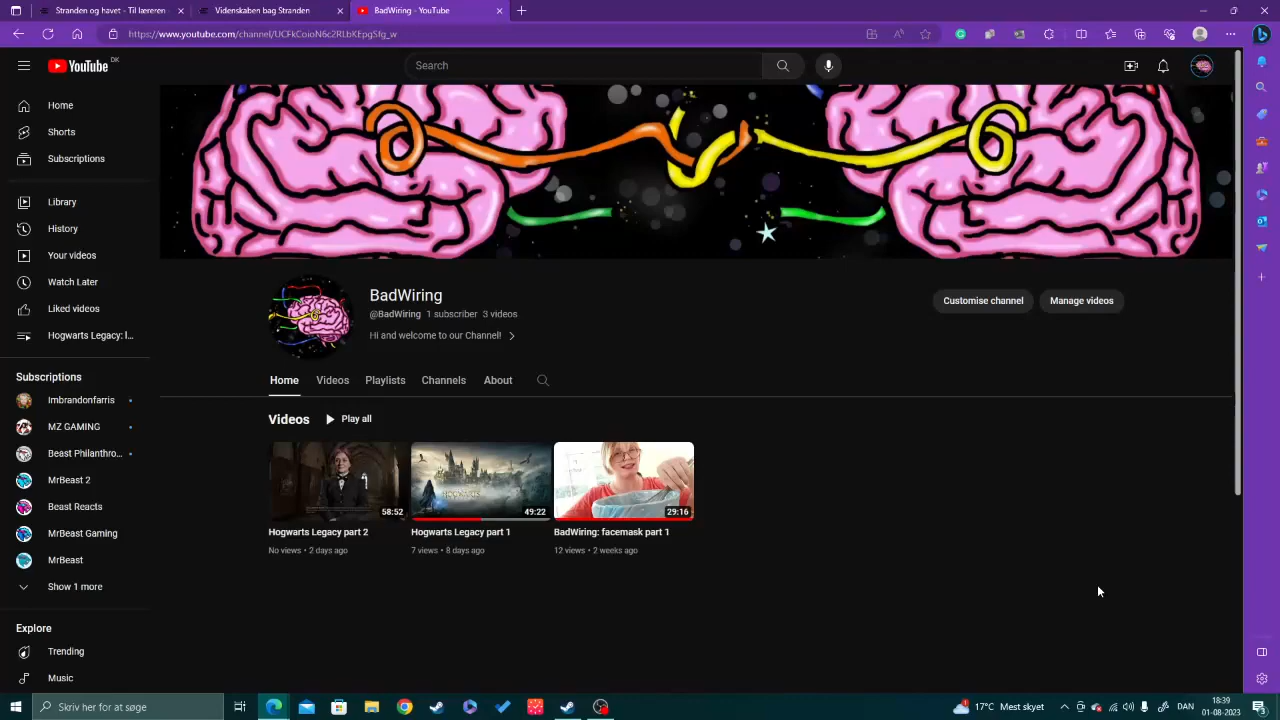 Stranden og havet - Til læreren
Videnskaben bag Stranden
BadWiring - YouTube
https://www.youtube.com/channel/UCFkCoioN6c2RLbKEpgSfg_w
YouTube DK
Search
Home
Shorts
Subscriptions
Library
History
Your videos
Watch Later
Liked videos
Hogwarts Legacy: l...
Subscriptions
Imbrandonfarris
MZ GAMING
Beast Philanthro...
MrBeast 2
Beast Reacts
MrBeast Gaming
MrBeast
Show 1 more
Explore
Trending
Music
BadWiring
@BadWiring 1 subscriber 3 videos
Hi and welcome to our Channel!
Customise channel
Manage videos
Home Videos Playlists Channels About
Videos Play all
58:52
49:22
29:16
Hogwarts Legacy part 2
No views • 2 days ago
Hogwarts Legacy part 1
7 views • 8 days ago
BadWiring: facemask part 1
12 views • 2 weeks ago
Skriv her for at søge
17°C Mest skyet
DAN
18:39
01-08-2023